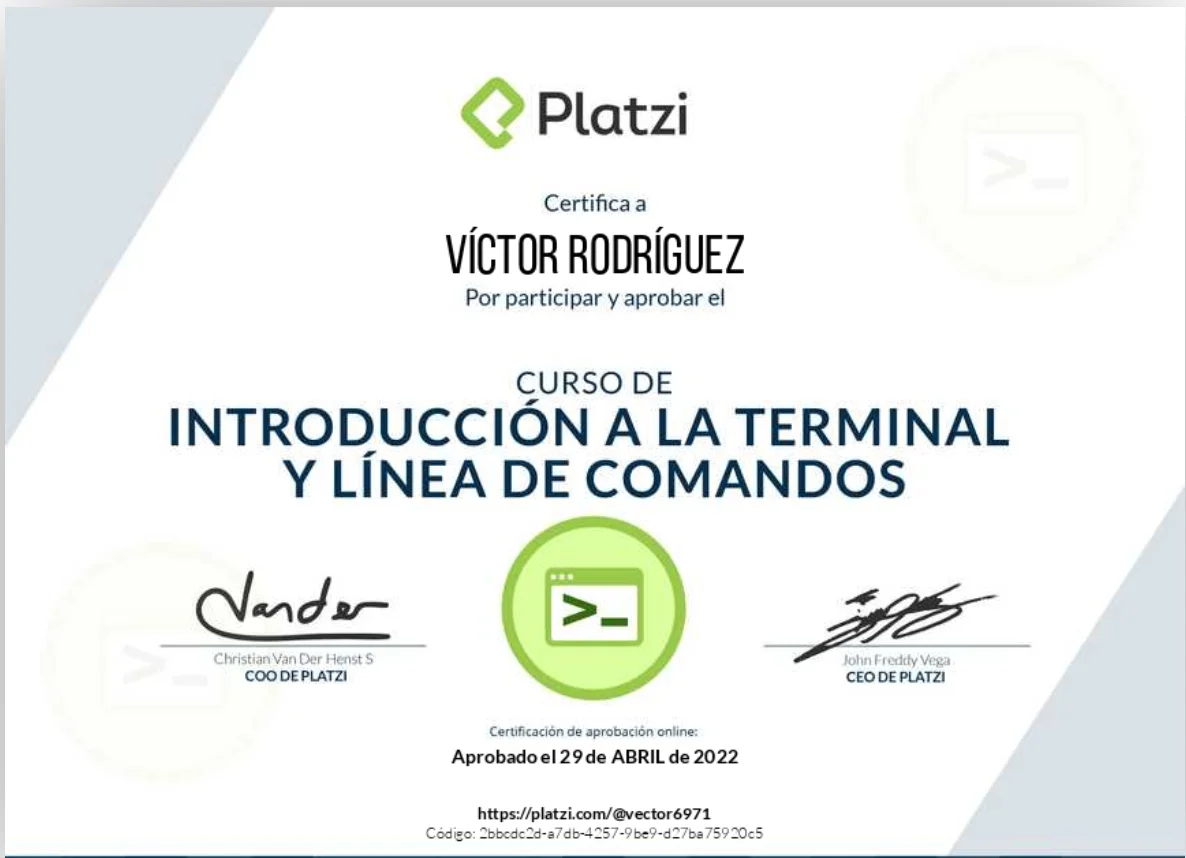 Platzi
Certifica a
VÍCTOR RODRÍGUEZ
Por participar y aprobar el
CURSO DE
INTRODUCCIÓN A LA TERMINAL
Y LÍNEA DE COMANDOS
Vander
Christian Van Der Henst S
COO DE PLATZI
John Freddy Vega
CEO DE PLATZI
Certificación de aprobación online:
Aprobado el 29 de ABRIL de 2022
https://platzi.com/@vector6971
Código: 2bbcdc2d-a7db-4257-9be9-d27ba75920c5